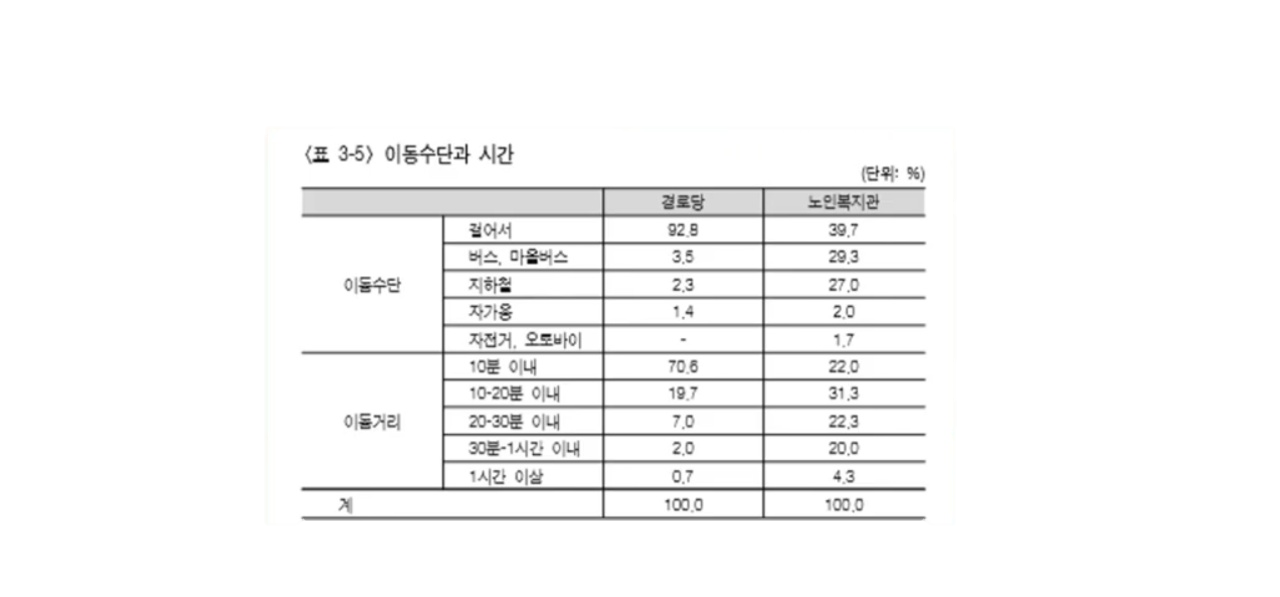 〈표 3-5〉 이동수단과 시간
(단위: %)
경로당 노인복지관
이동수단 걸어서 92.8 39.7
버스, 마을버스 3.5 29.3
지하철 2.3 27.0
자가용 1.4 2.0
자전거, 오토바이 - 1.7
이동거리 10분 이내 70.6 22.0
10-20분 이내 19.7 31.3
20-30분 이내 7.0 22.3
30분-1시간 이내 2.0 20.0
1시간 이상 0.7 4.3
계 100.0 100.0